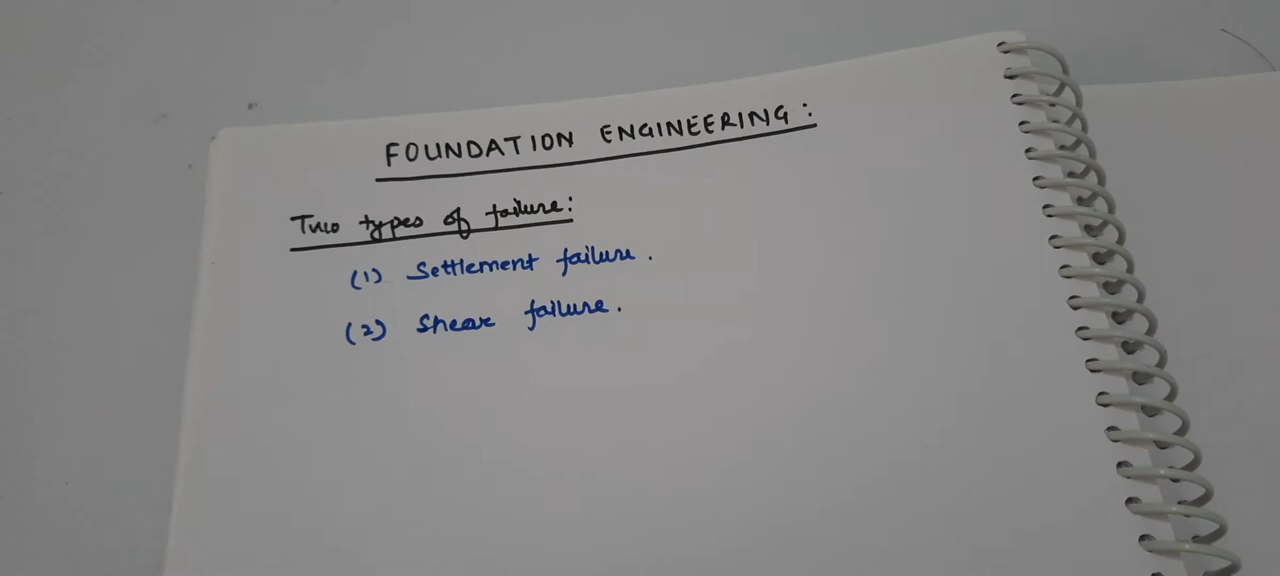 FOUNDATION ENGINEERING:
Two types of failure:
(1) Settlement failure.
(2) Shear failure.